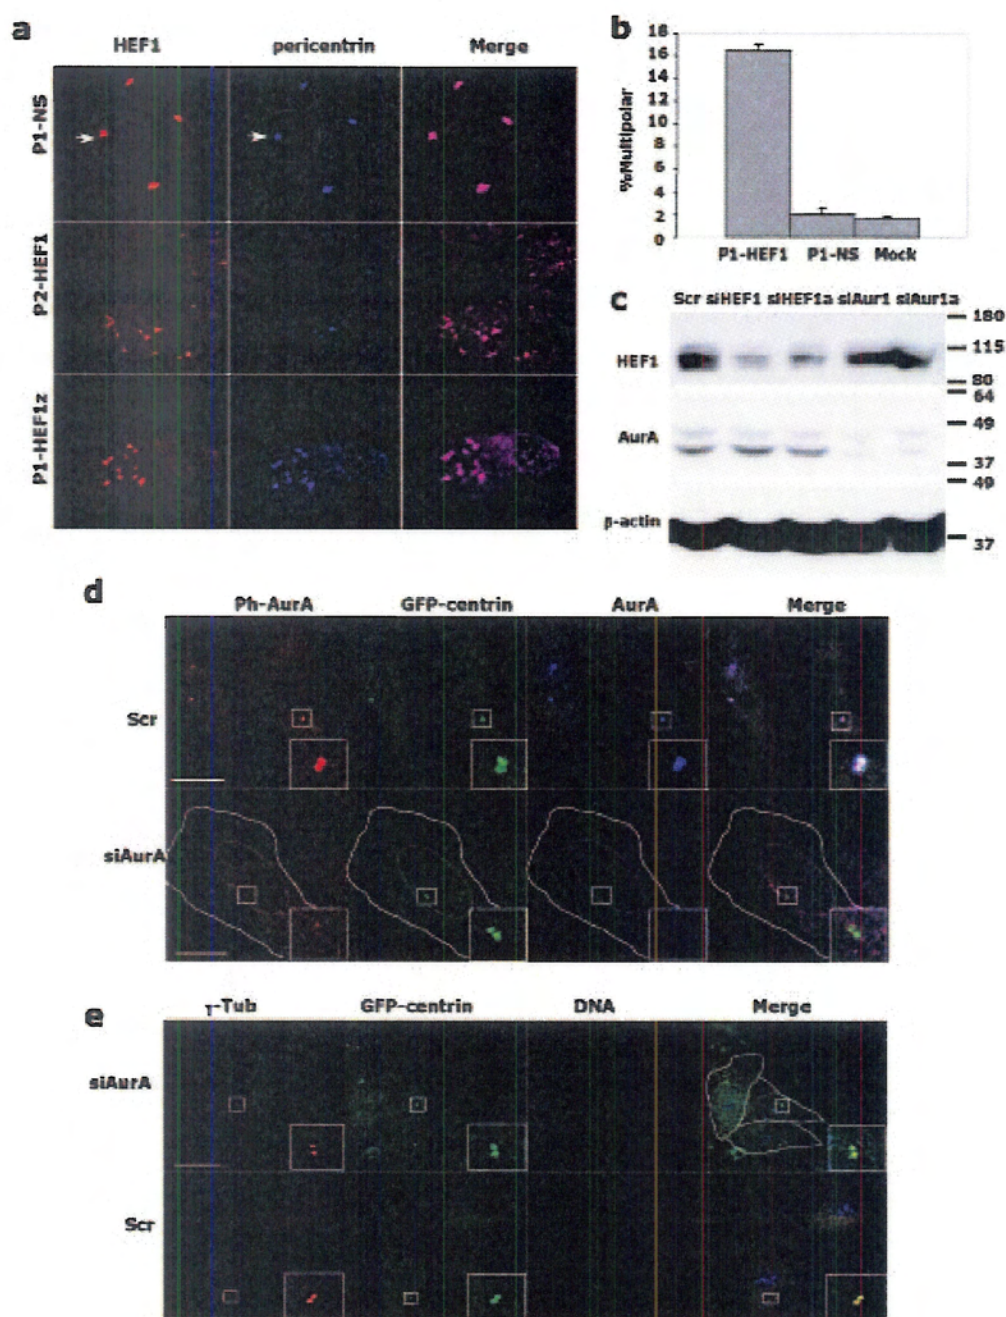 a
HEF1 pericentrin Merge
P1-NS
P2-HEF1
P1-HEF1z
b
18
16
14
12
10
8
6
4
2
0
%Multipolar
P1-HEF1 P1-NS Mock
c
Scr siHEF1 siHEF1a siAur1 siAur1a
HEF1
AurA
β-actin
180
115
80
64
49
37
49
37
d
Ph-AurA GFP-centrin AurA Merge
Scr
siAurA
e
γ-Tub GFP-centrin DNA Merge
siAurA
Scr